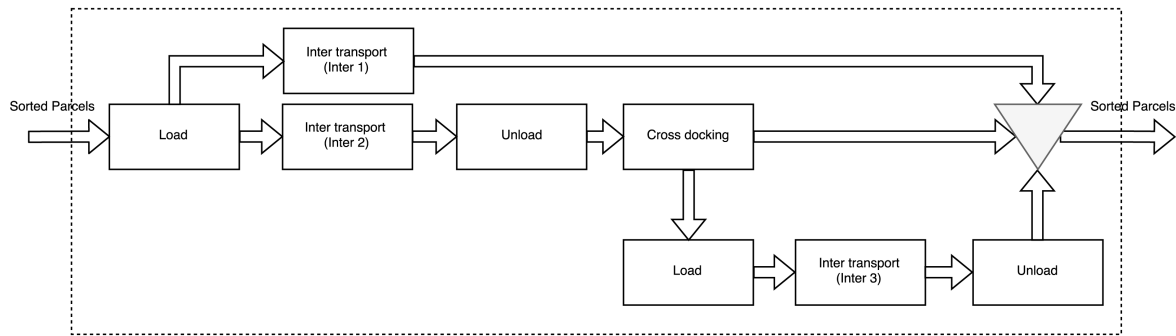 Inter transport
(Inter 1)
Sorted Parcels
Load
Inter transport
(Inter 2)
Unload
Cross docking
Sorted Parcels
Load
Inter transport
(Inter 3)
Unload